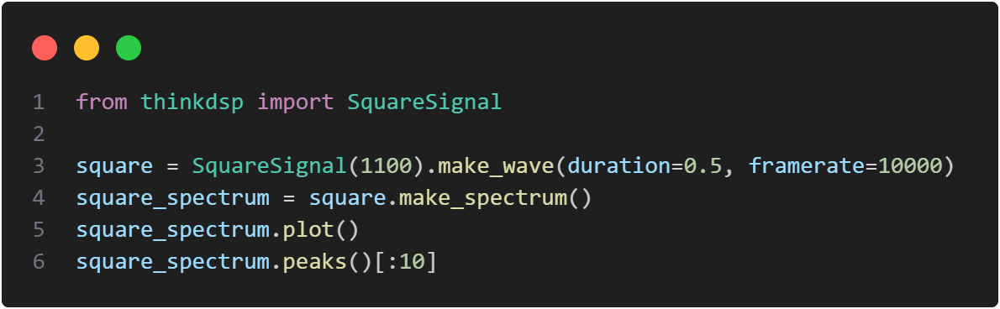 1 from thinkdsp import SquareSignal
2
3 square = SquareSignal(1100).make_wave(duration=0.5, framerate=10000)
4 square_spectrum = square.make_spectrum()
5 square_spectrum.plot()
6 square_spectrum.peaks()[:10]